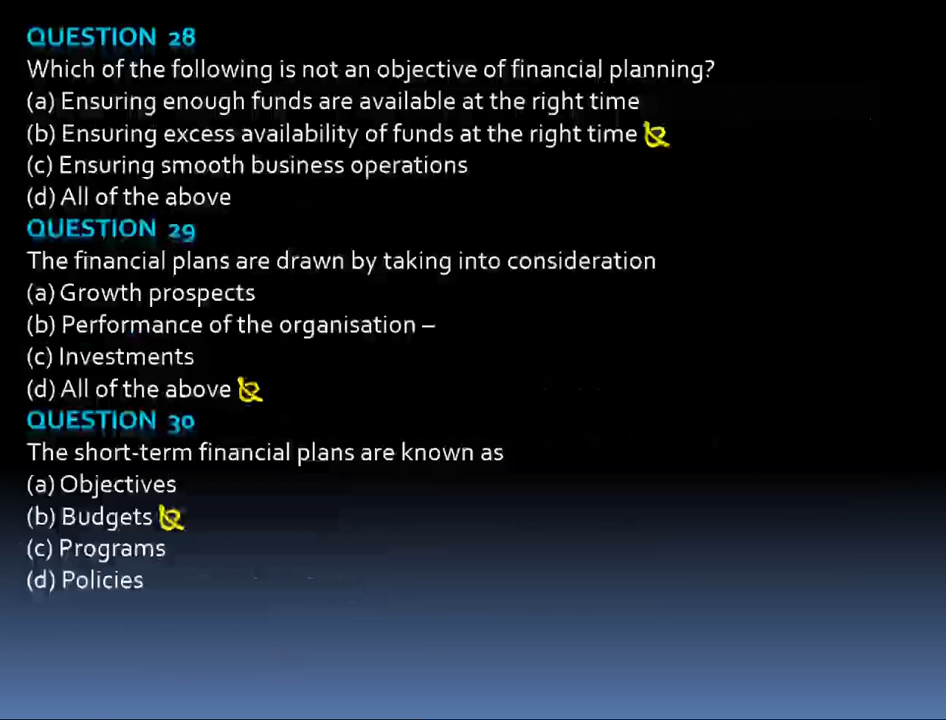 QUESTION 28
Which of the following is not an objective of financial planning?
(a) Ensuring enough funds are available at the right time
(b) Ensuring excess availability of funds at the right time
(c) Ensuring smooth business operations
(d) All of the above
QUESTION 29
The financial plans are drawn by taking into consideration
(a) Growth prospects
(b) Performance of the organisation –
(c) Investments
(d) All of the above
QUESTION 30
The short-term financial plans are known as
(a) Objectives
(b) Budgets
(c) Programs
(d) Policies